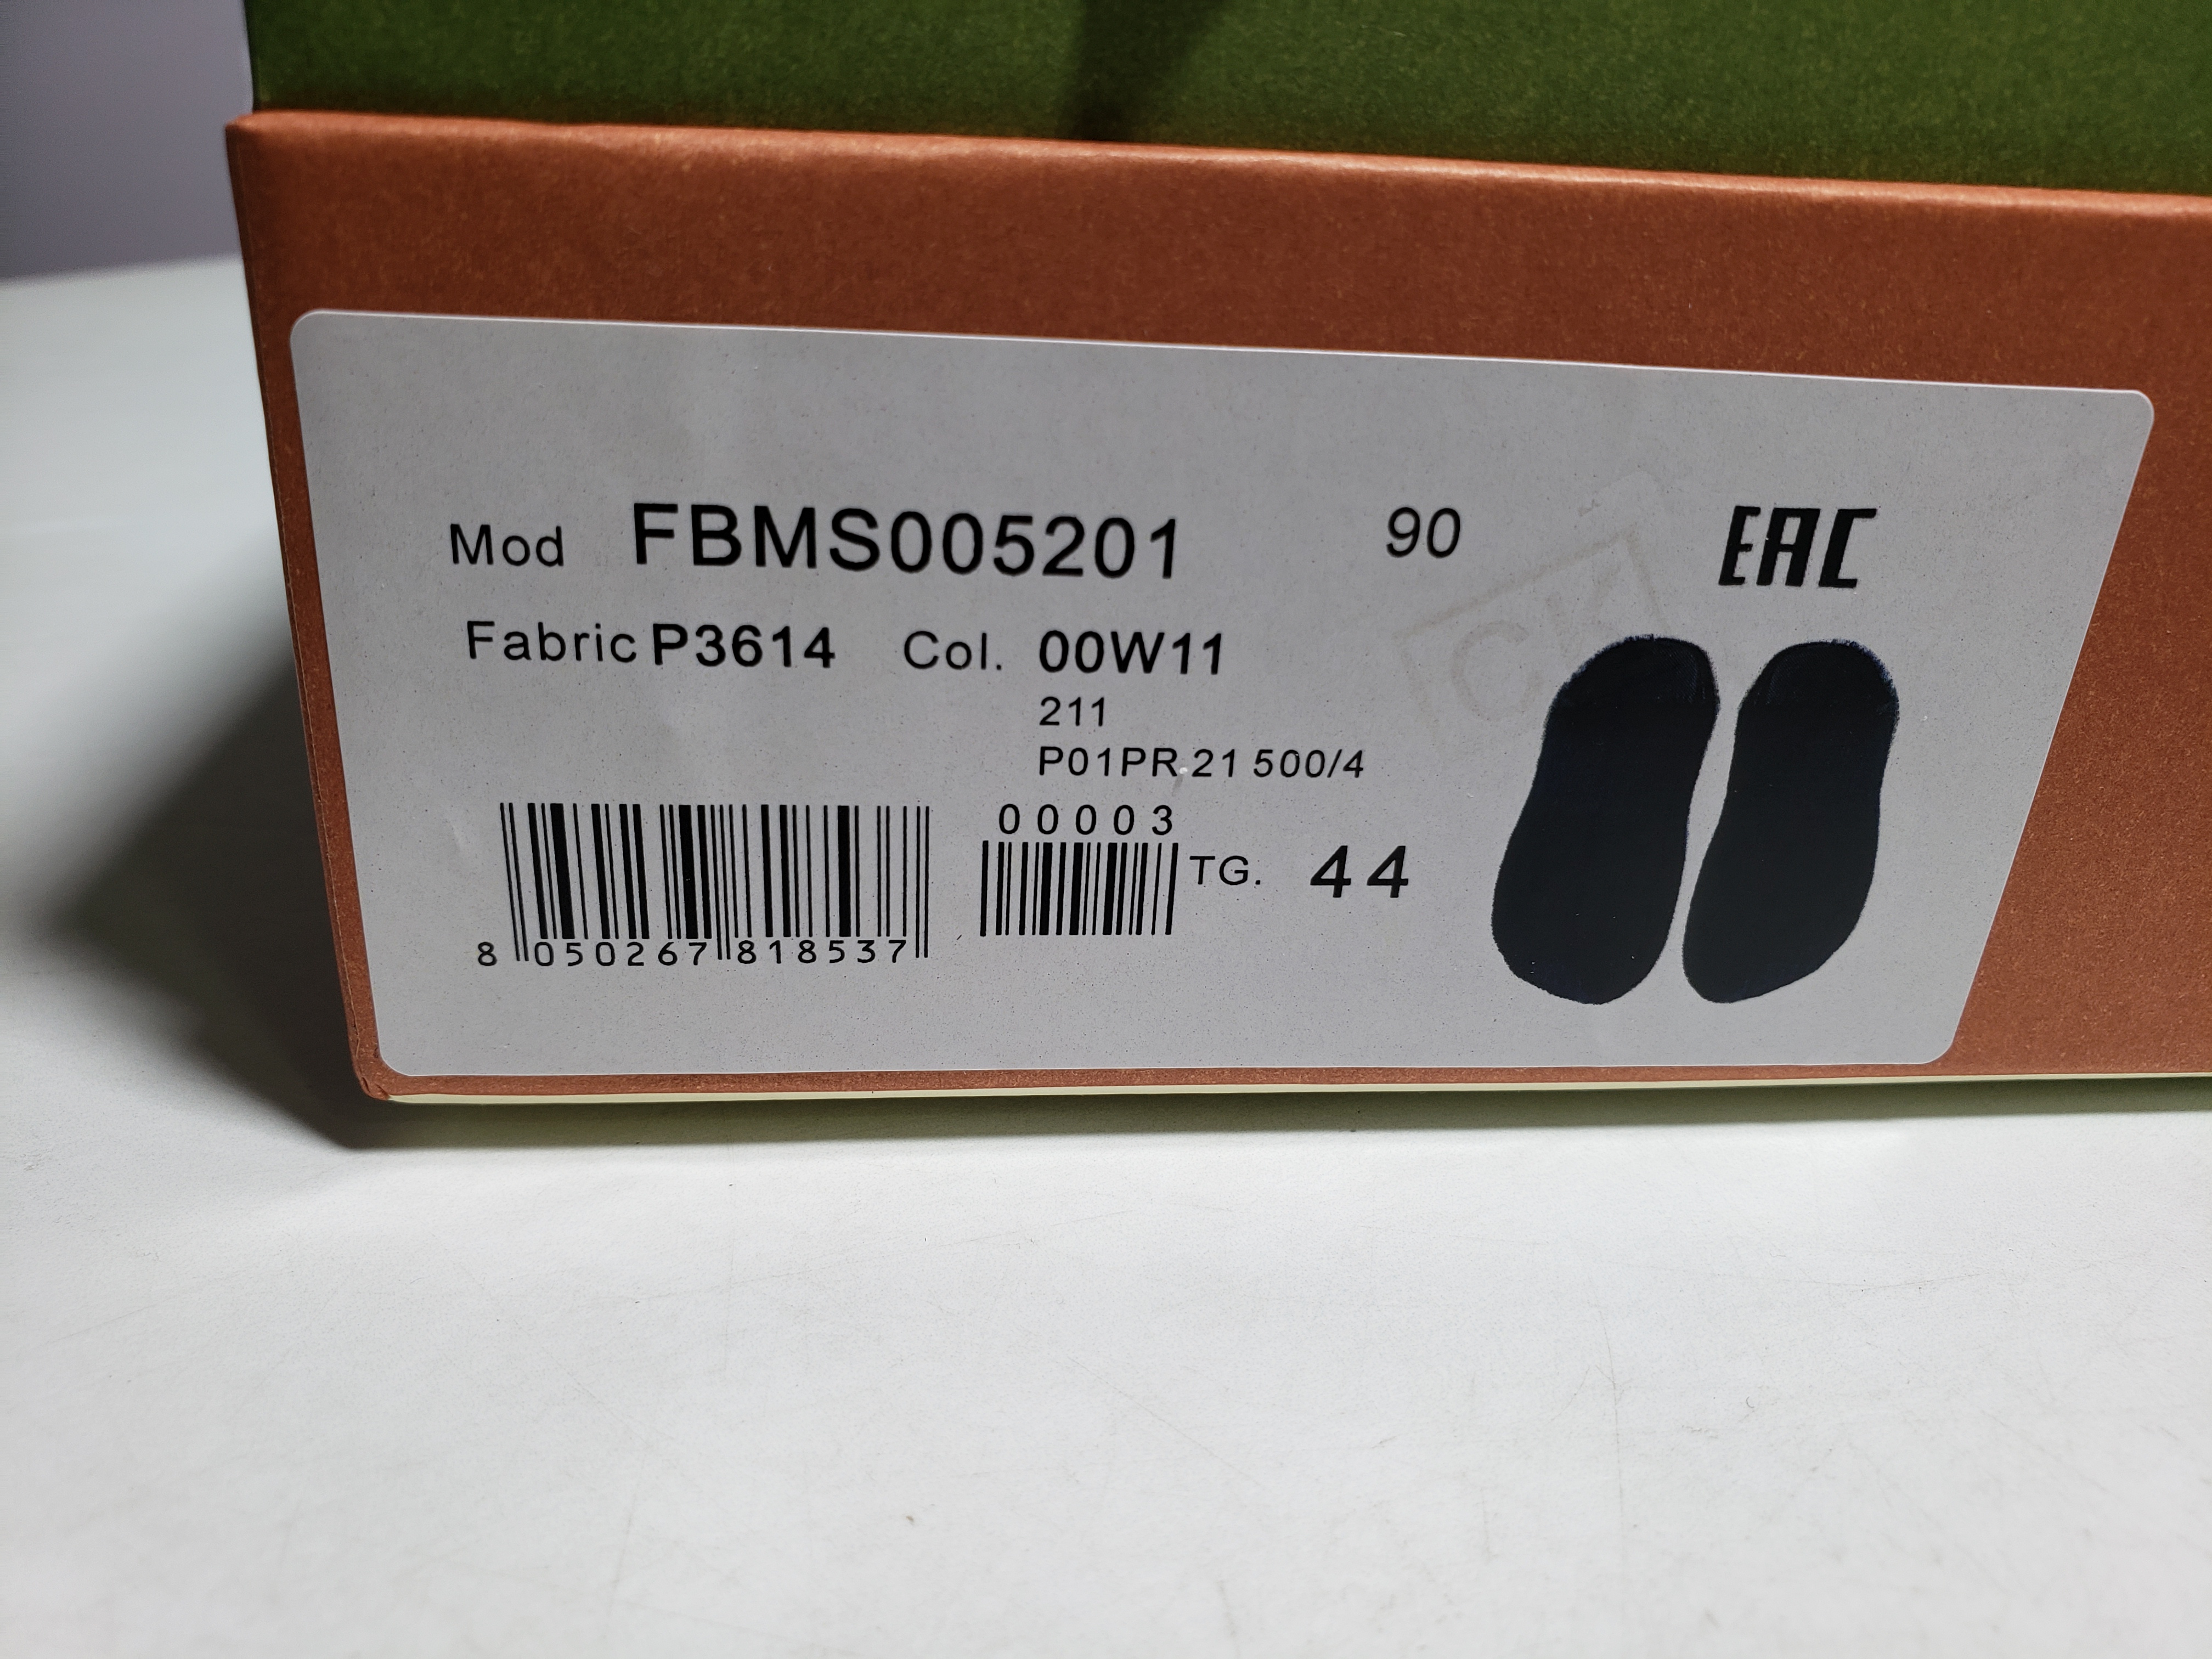 Mod FBMS005201 90 EAC
Fabric P3614 Col. 00W11
211
P01PR 21 500/4
00003
TG. 44
8 050267 818537
CK